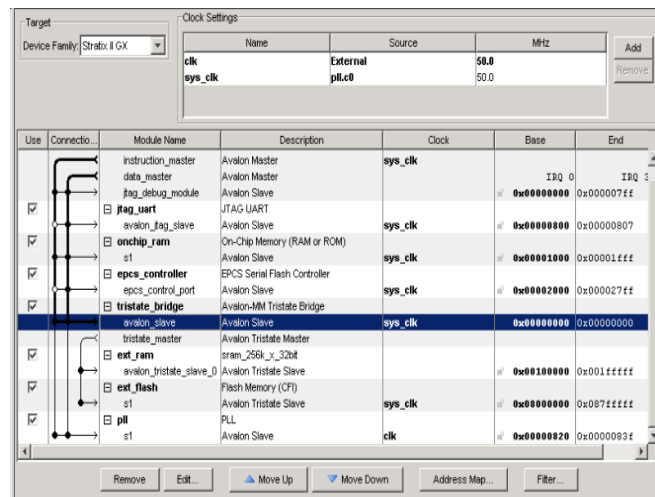 Target
Device Family: Stratix II GX
Clock Settings
Name Source MHz
clk External 50.0
sys_clk pll.c0 50.0
Add
Remove
Use Connectio... Module Name Description Clock Base End
instruction_master Avalon Master sys_clk
data_master Avalon Master IRQ 0 IRQ 3
jtag_debug_module Avalon Slave 0x00000000 0x000007ff
jtag_uart JTAG UART
avalon_jtag_slave Avalon Slave sys_clk 0x00000800 0x00000807
onchip_ram On-Chip Memory (RAM or ROM)
s1 Avalon Slave sys_clk 0x00001000 0x00001fff
epcs_controller EPCS Serial Flash Controller
epcs_control_port Avalon Slave sys_clk 0x00002000 0x000027ff
tristate_bridge Avalon-MM Tristate Bridge
avalon_slave Avalon Slave sys_clk 0x00000000 0x00000000
tristate_master Avalon Tristate Master
ext_ram sram_256k_x_32bit
avalon_tristate_slave_0 Avalon Tristate Slave 0x00100000 0x001fffff
ext_flash Flash Memory (CFI)
s1 Avalon Tristate Slave sys_clk 0x08000000 0x087fffff
pll PLL
s1 Avalon Slave clk 0x00000820 0x0000083f
Remove Edit... Move Up Move Down Address Map... Filter...